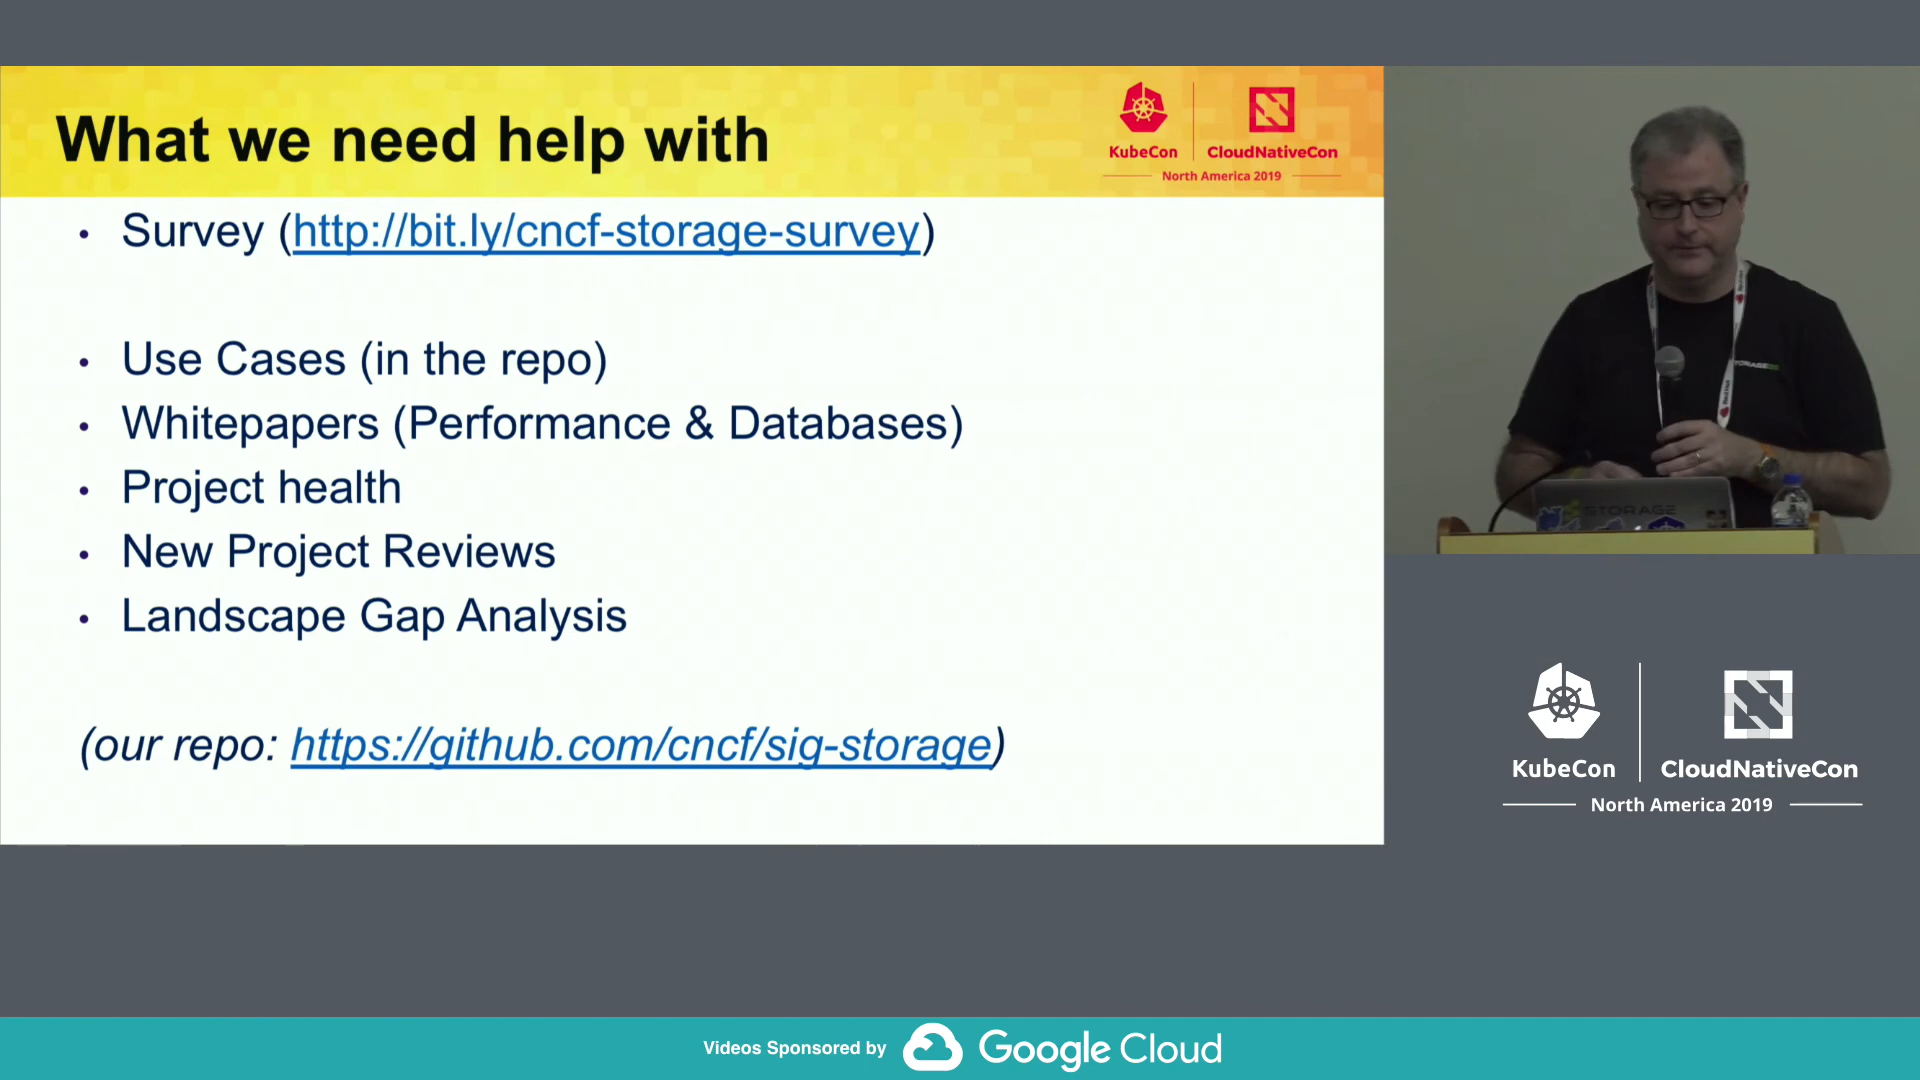 What we need help with
KubeCon
CloudNativeCon
North America 2019
• Survey (http://bit.ly/cncf-storage-survey)
• Use Cases (in the repo)
• Whitepapers (Performance & Databases)
• Project health
• New Project Reviews
• Landscape Gap Analysis
(our repo: https://github.com/cncf/sig-storage)
STORAGE
KubeCon
CloudNativeCon
North America 2019
Videos Sponsored by
Google Cloud